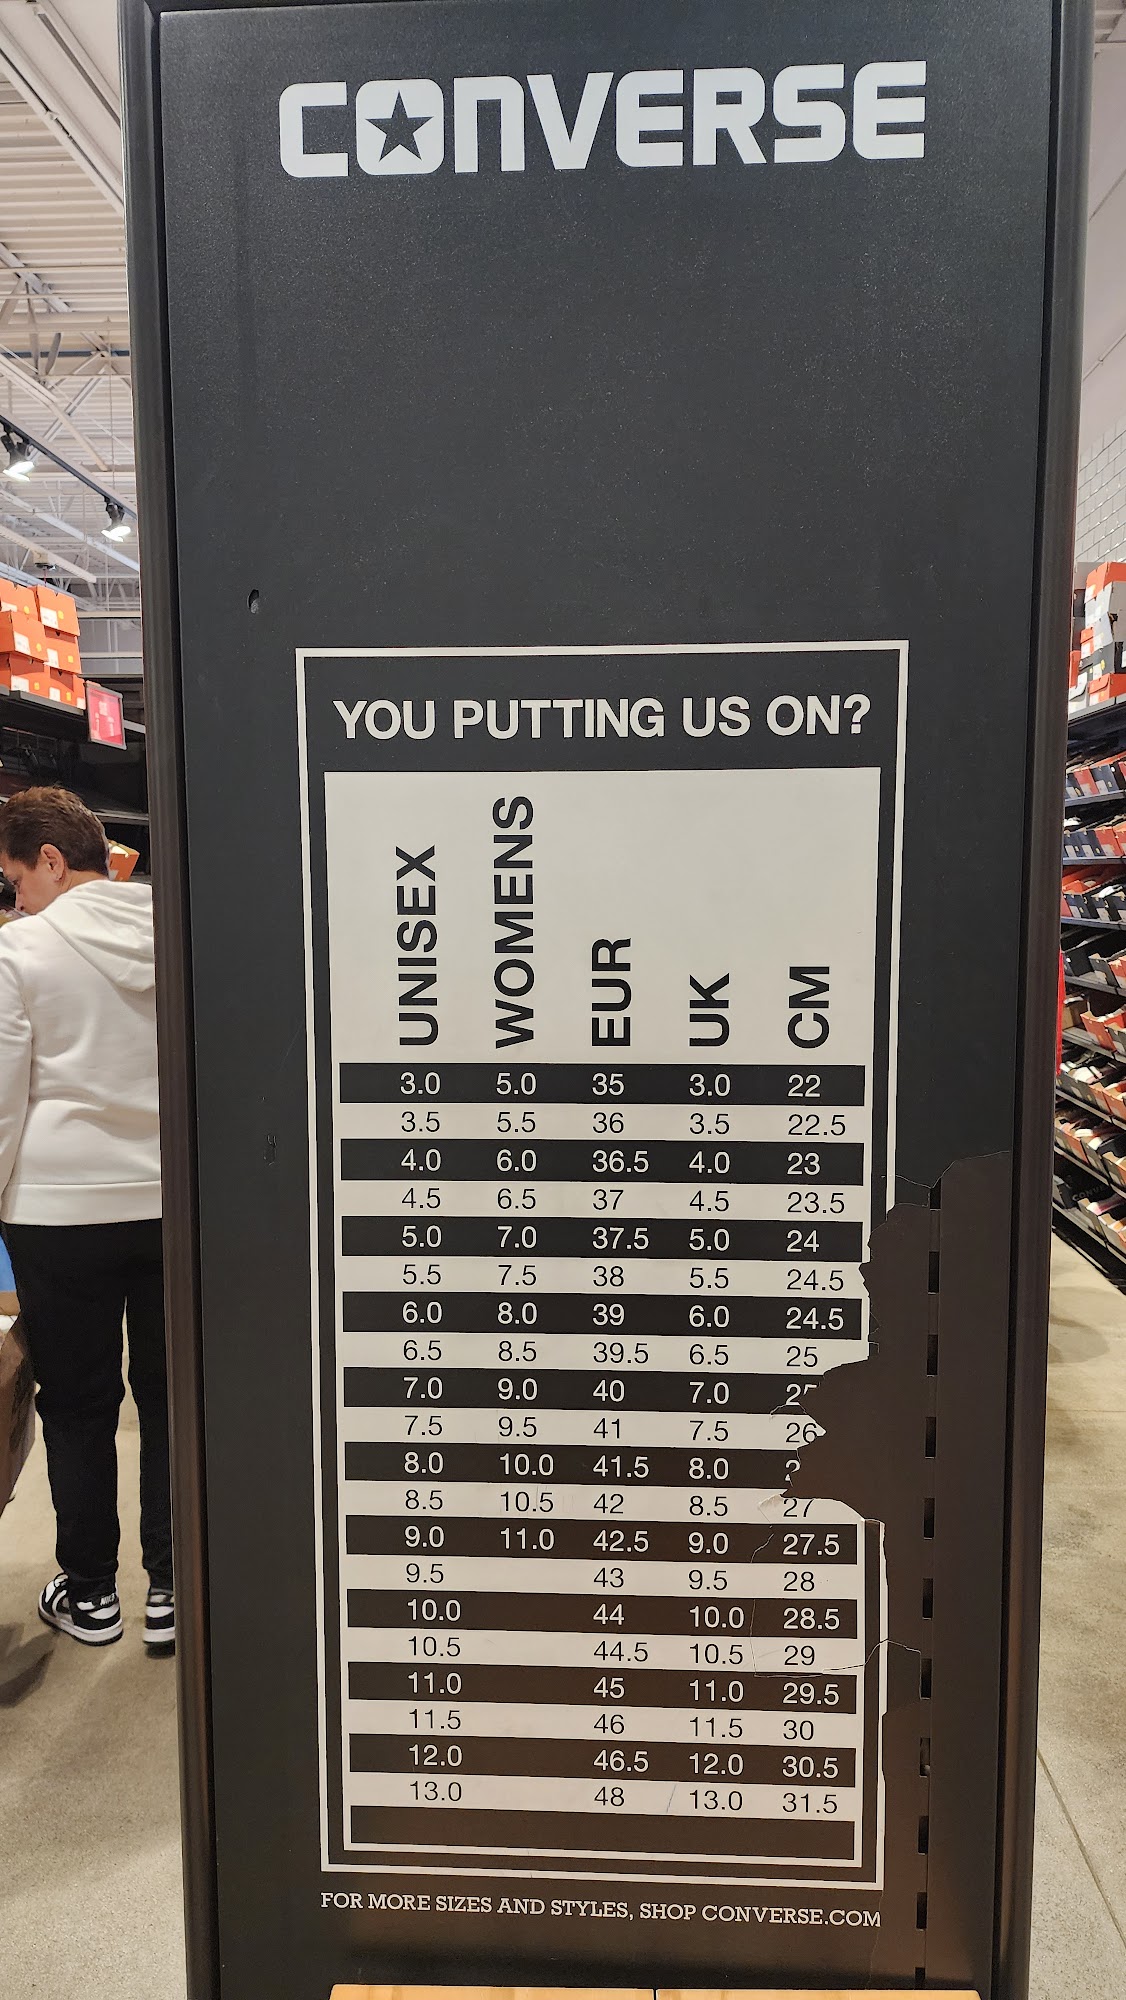 CONVERSE
YOU PUTTING US ON?
UNISEX WOMENS EUR UK CM
3.0 5.0 35 3.0 22
3.5 5.5 36 3.5 22.5
4.0 6.0 36.5 4.0 23
4.5 6.5 37 4.5 23.5
5.0 7.0 37.5 5.0 24
5.5 7.5 38 5.5 24.5
6.0 8.0 39 6.0 24.5
6.5 8.5 39.5 6.5 25
7.0 9.0 40 7.0
7.5 9.5 41 7.5 26
8.0 10.0 41.5 8.0
8.5 10.5 42 8.5 27
9.0 11.0 42.5 9.0 27.5
9.5 43 9.5 28
10.0 44 10.0 28.5
10.5 44.5 10.5 29
11.0 45 11.0 29.5
11.5 46 11.5 30
12.0 46.5 12.0 30.5
13.0 48 13.0 31.5
FOR MORE SIZES AND STYLES, SHOP CONVERSE.COM